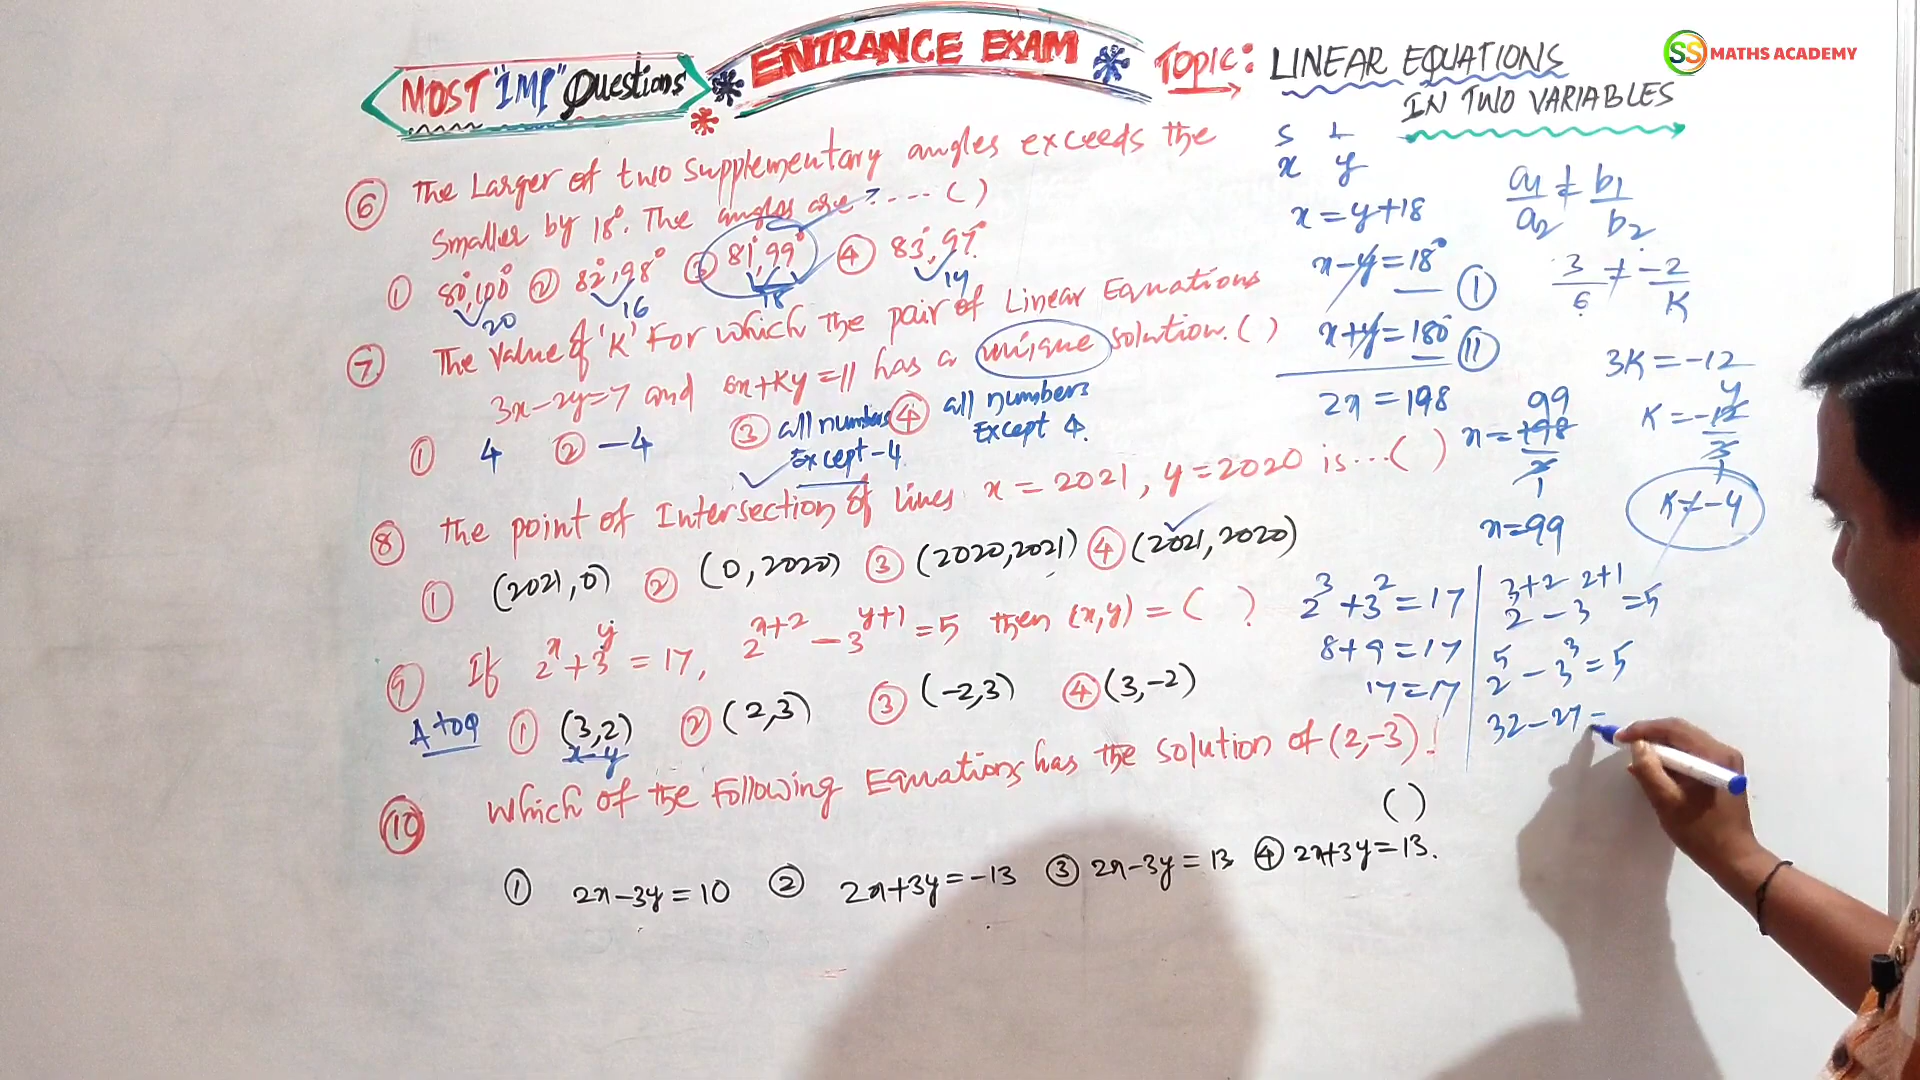 MOST "IMP" Questions
ENTRANCE EXAM
TOPIC: LINEAR EQUATIONS
IN TWO VARIABLES
SS MATHS ACADEMY
⑥ The Larger of two Supplementary angles exceeds the
Smaller by 18°. The angles are ?.... ( )
① 80°,100° ② 82°,98° ③ 81°,99° ④ 83°,97°
20 16 18 14
⑦ The Value of 'K' For which the pair of Linear Equations
3x-2y=7 and 6x+Ky=11 has a unique solution. ( )
① 4 ② -4 ③ all numbers Except -4 ④ all numbers Except 4.
⑧ The point of Intersection of lines x = 2021, y = 2020 is...( )
① (2021,0) ② (0,2020) ③ (2020,2021) ④ (2021,2020)
⑨ If 2^x + 3^y = 17, 2^(x+2) - 3^(y+1) = 5 then (x,y) = ( ?
A to Q ① (3,2) ② (2,3) ③ (-2,3) ④ (3,-2)
x-y
⑩ Which of the Following Equations has the solution of (2,-3).
( )
① 2x-3y=10 ② 2x+3y=-13 ③ 2x-3y=13 ④ 2x+3y=13.
S L
x y
x = y+18
x-y=18° Ⓘ
x+y=180° ⑪
2x = 198
x = 198/2
99
1
x=99
a1/a2 ≠ b1/b2
3/6 ≠ -2/K
3K = -12
K = -12/3
4
1
K≠-4
2^3 + 3^2 = 17
8+9=17
17=17
2^(3+2) - 3^(2+1) = 5
2^5 - 3^3 = 5
32-27=